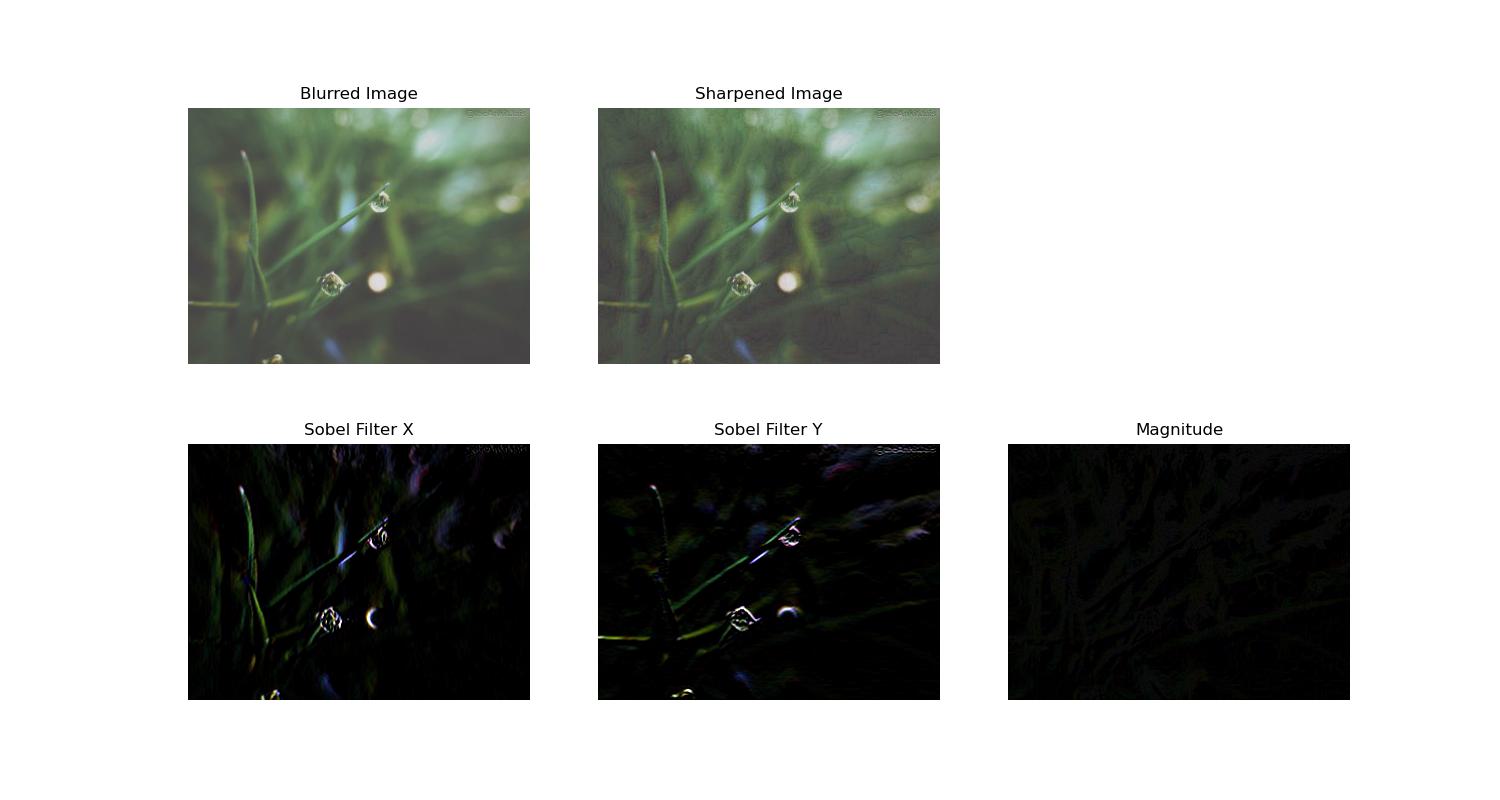 Blurred Image
Sharpened Image
Sobel Filter X
Sobel Filter Y
Magnitude